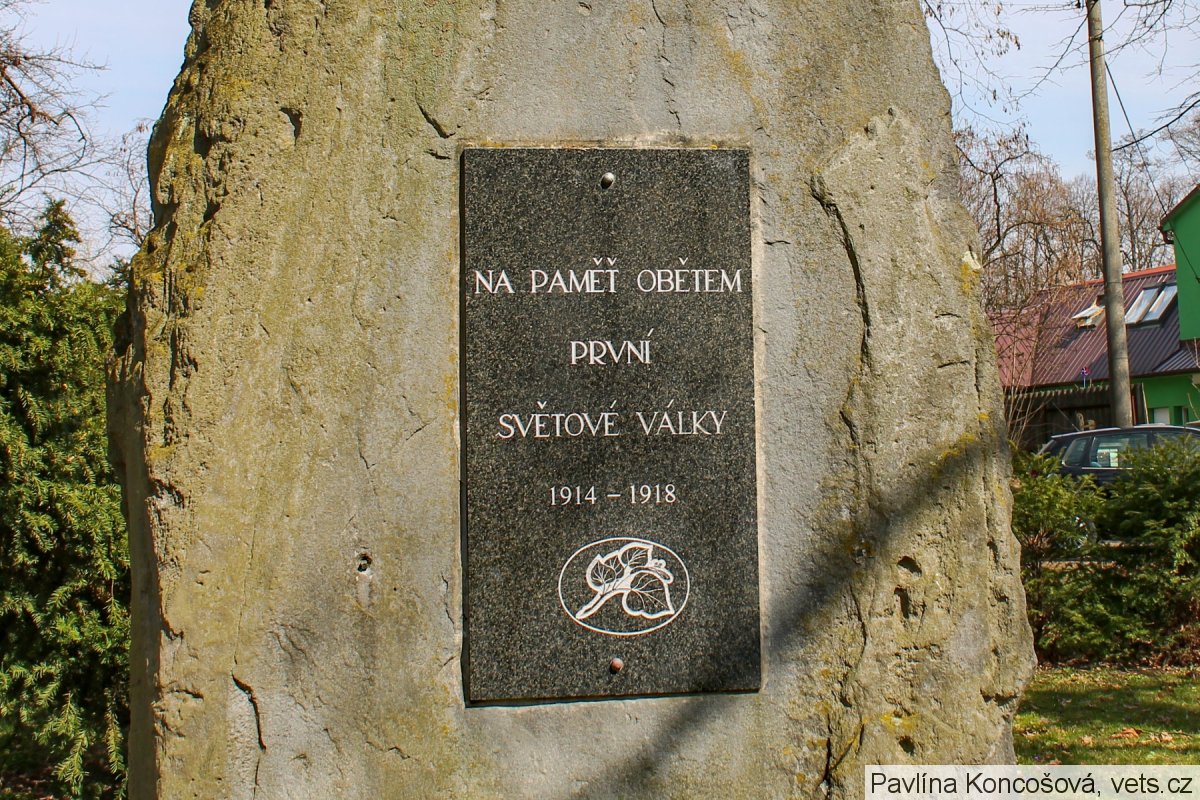 NA PAMĚŤ OBĚTEM
PRVNÍ
SVĚTOVÉ VÁLKY
1914 – 1918
Pavlína Koncošová, vets.cz